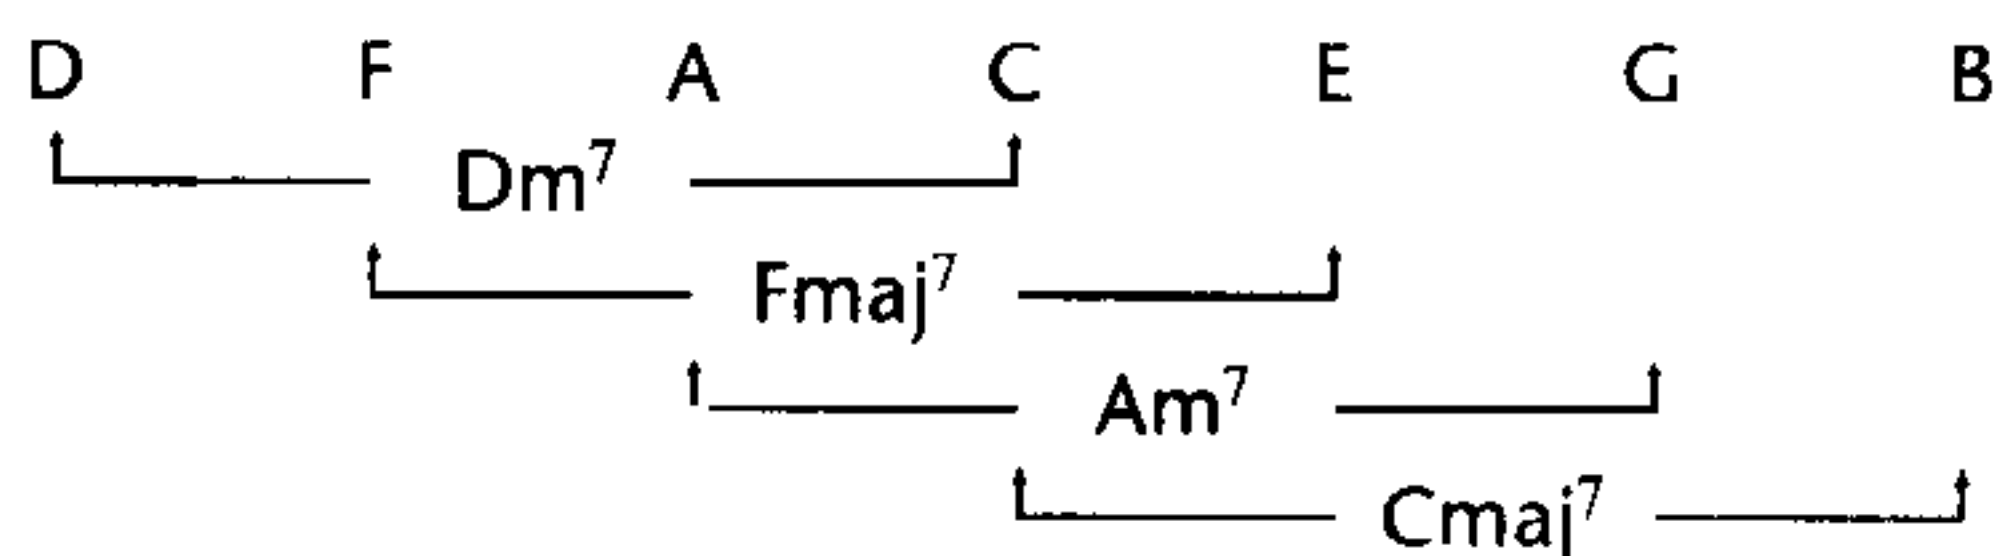 D F A C E G B
Dm⁷
Fmaj⁷
Am⁷
Cmaj⁷